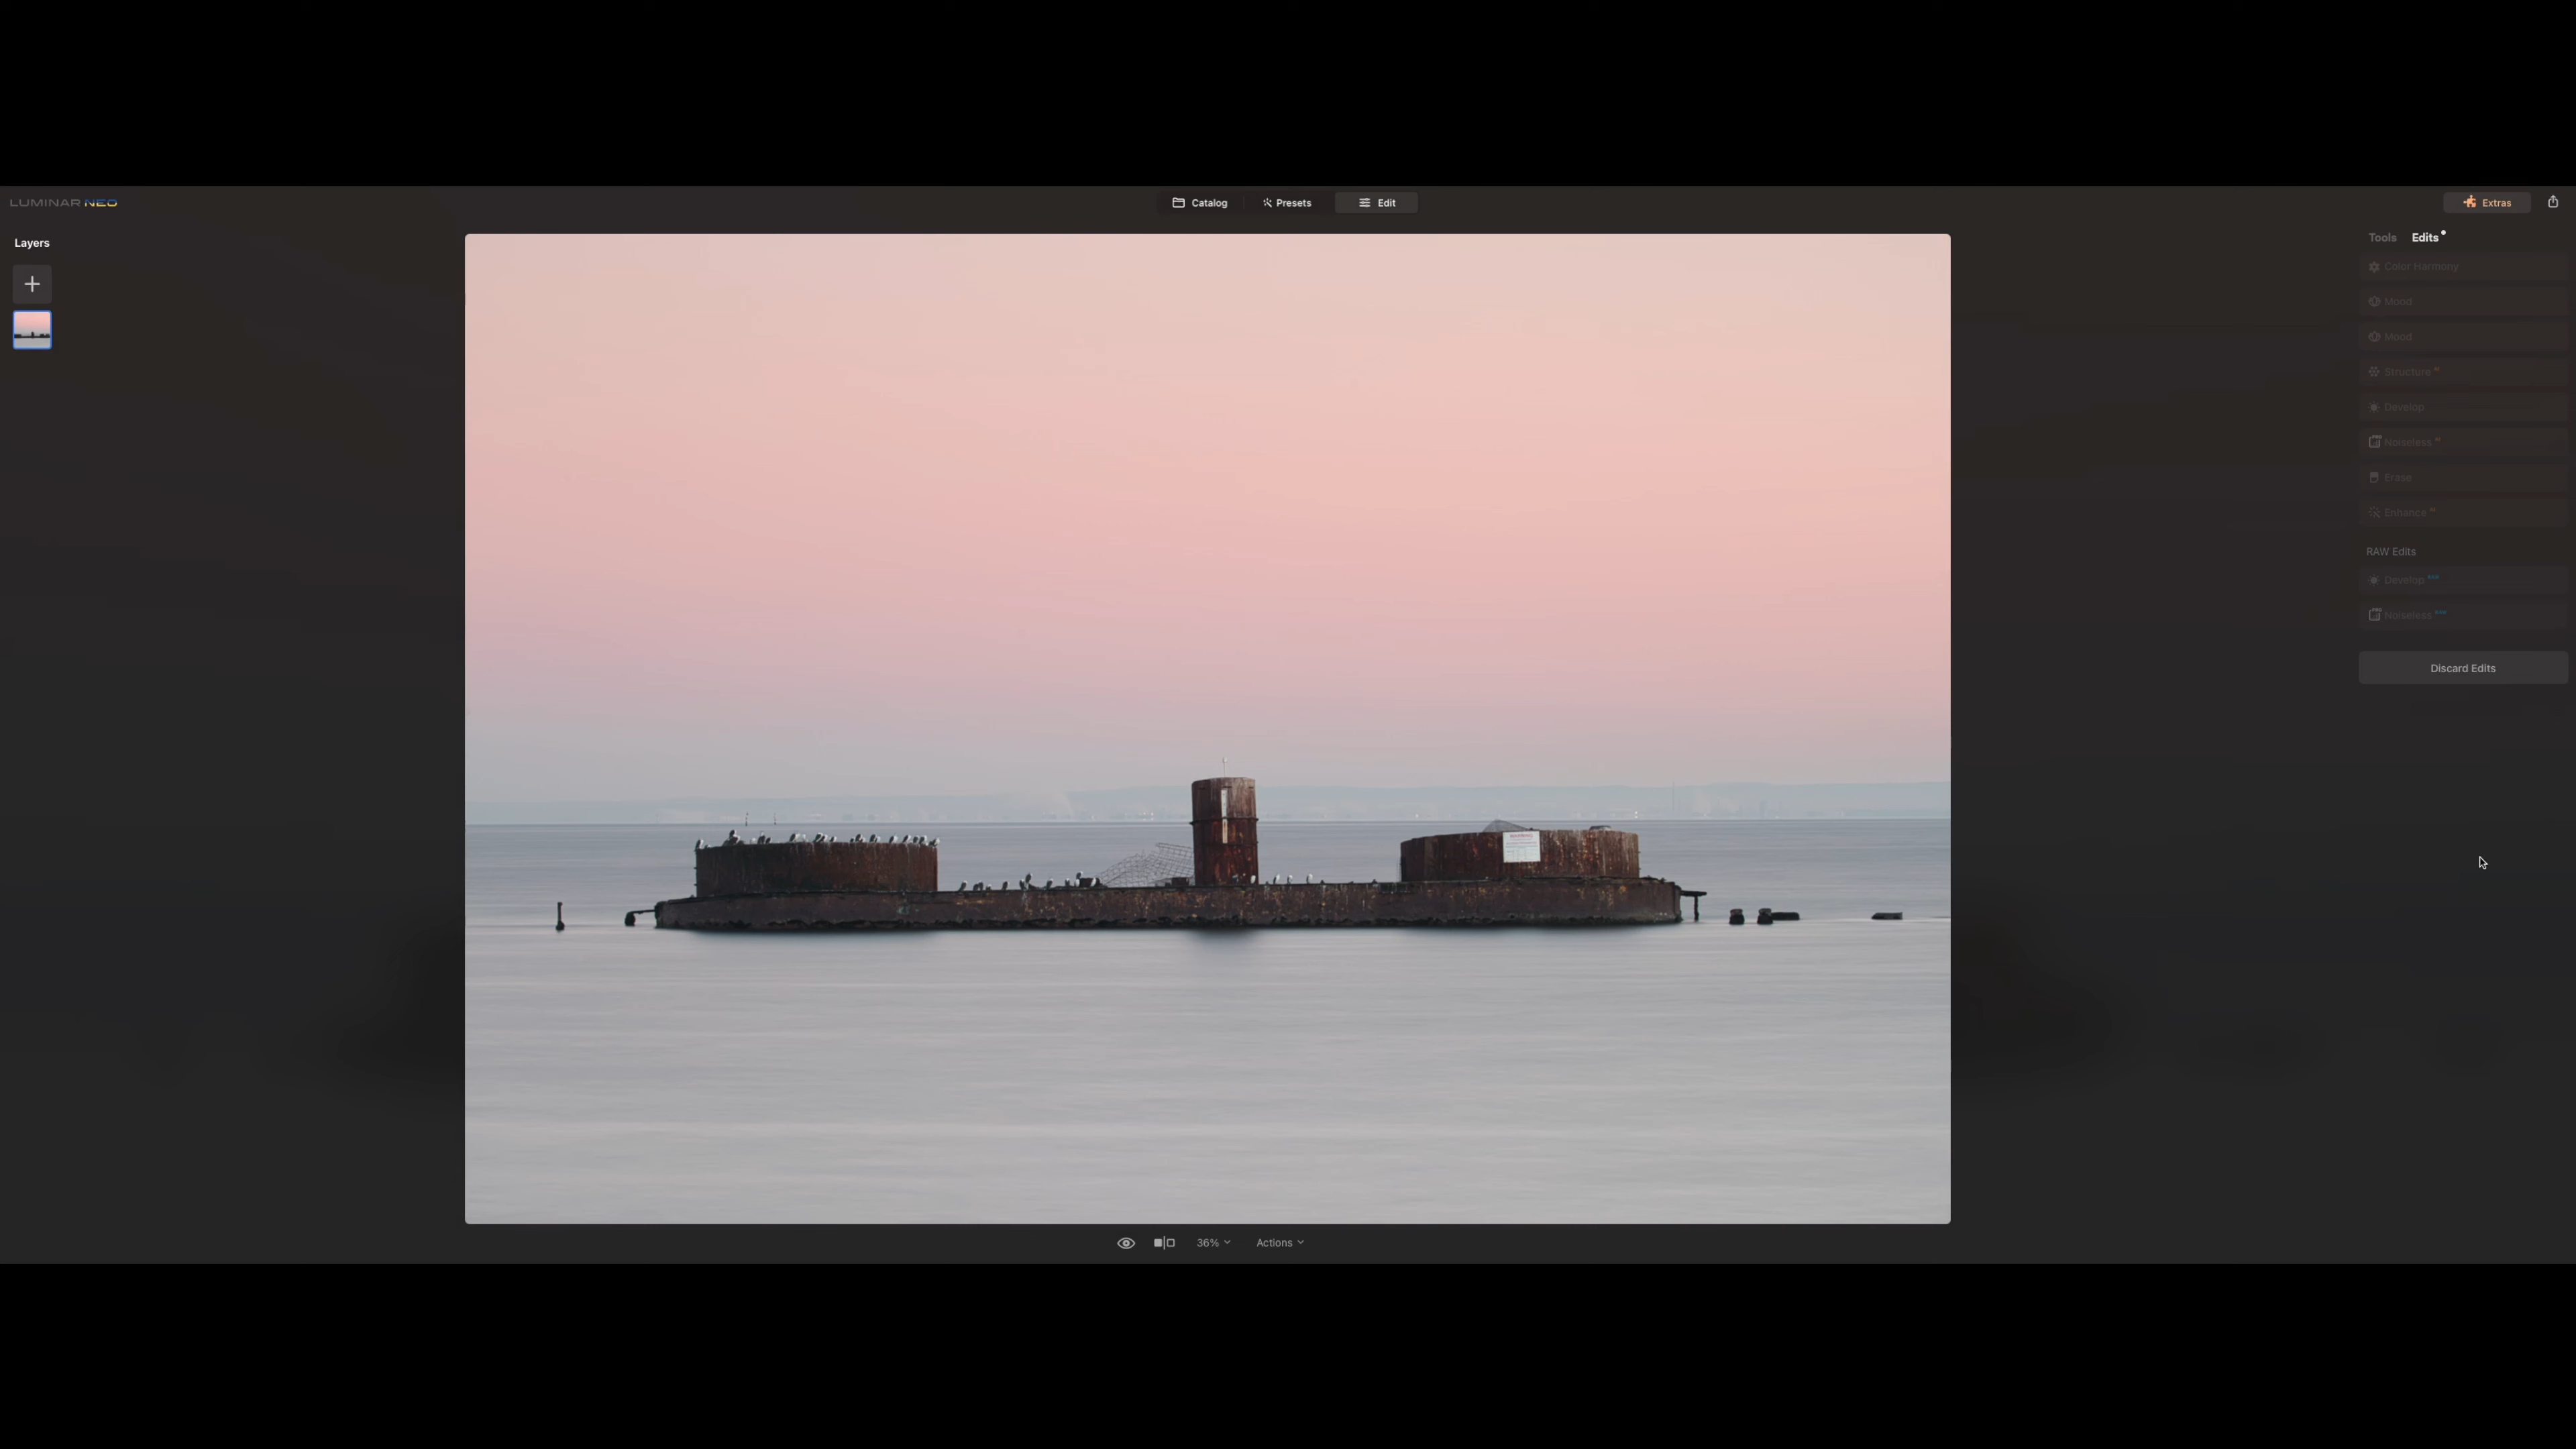 LUMINAR NEO
Catalog
Presets
Edit
Extras
Layers
Tools
Edits
Color Harmony
Mood
Mood
Structure
Develop
Noiseless
Erase
Enhance
RAW Edits
Develop
Noiseless
Discard Edits
36%
Actions